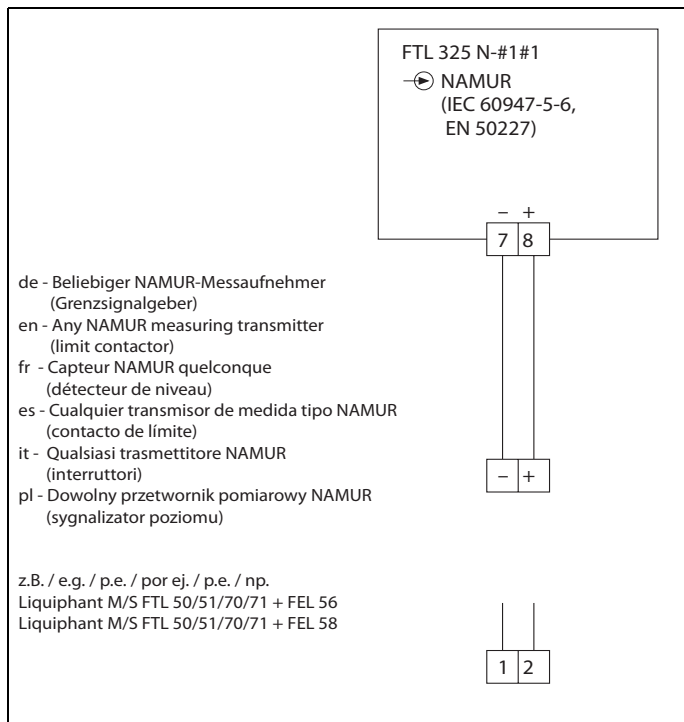 FTL 325 N-#1#1
NAMUR
(IEC 60947-5-6,
EN 50227)
– +
7 8
de - Beliebiger NAMUR-Messaufnehmer
(Grenzsignalgeber)
en - Any NAMUR measuring transmitter
(limit contactor)
fr - Capteur NAMUR quelconque
(détecteur de niveau)
es - Cualquier transmisor de medida tipo NAMUR
(contacto de límite)
it - Qualsiasi trasmettitore NAMUR
(interruttori)
pl - Dowolny przetwornik pomiarowy NAMUR
(sygnalizator poziomu)
– +
z.B. / e.g. / p.e. / por ej. / p.e. / np.
Liquiphant M/S FTL 50/51/70/71 + FEL 56
Liquiphant M/S FTL 50/51/70/71 + FEL 58
1 2